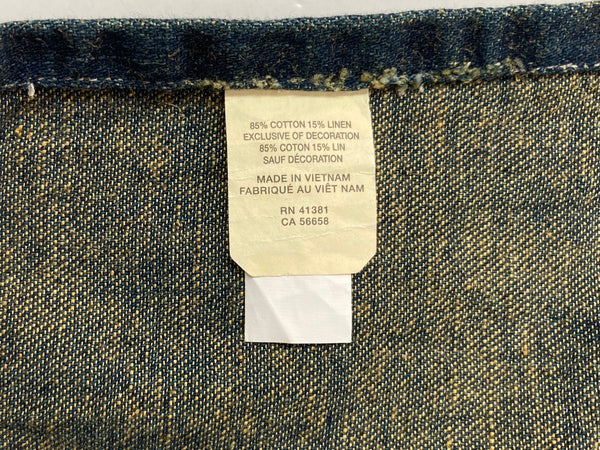 85% COTTON 15% LINEN
EXCLUSIVE OF DECORATION
85% COTON 15% LIN
SAUF DÉCORATION
MADE IN VIETNAM
FABRIQUÉ AU VIÊT NAM
RN 41381
CA 56658